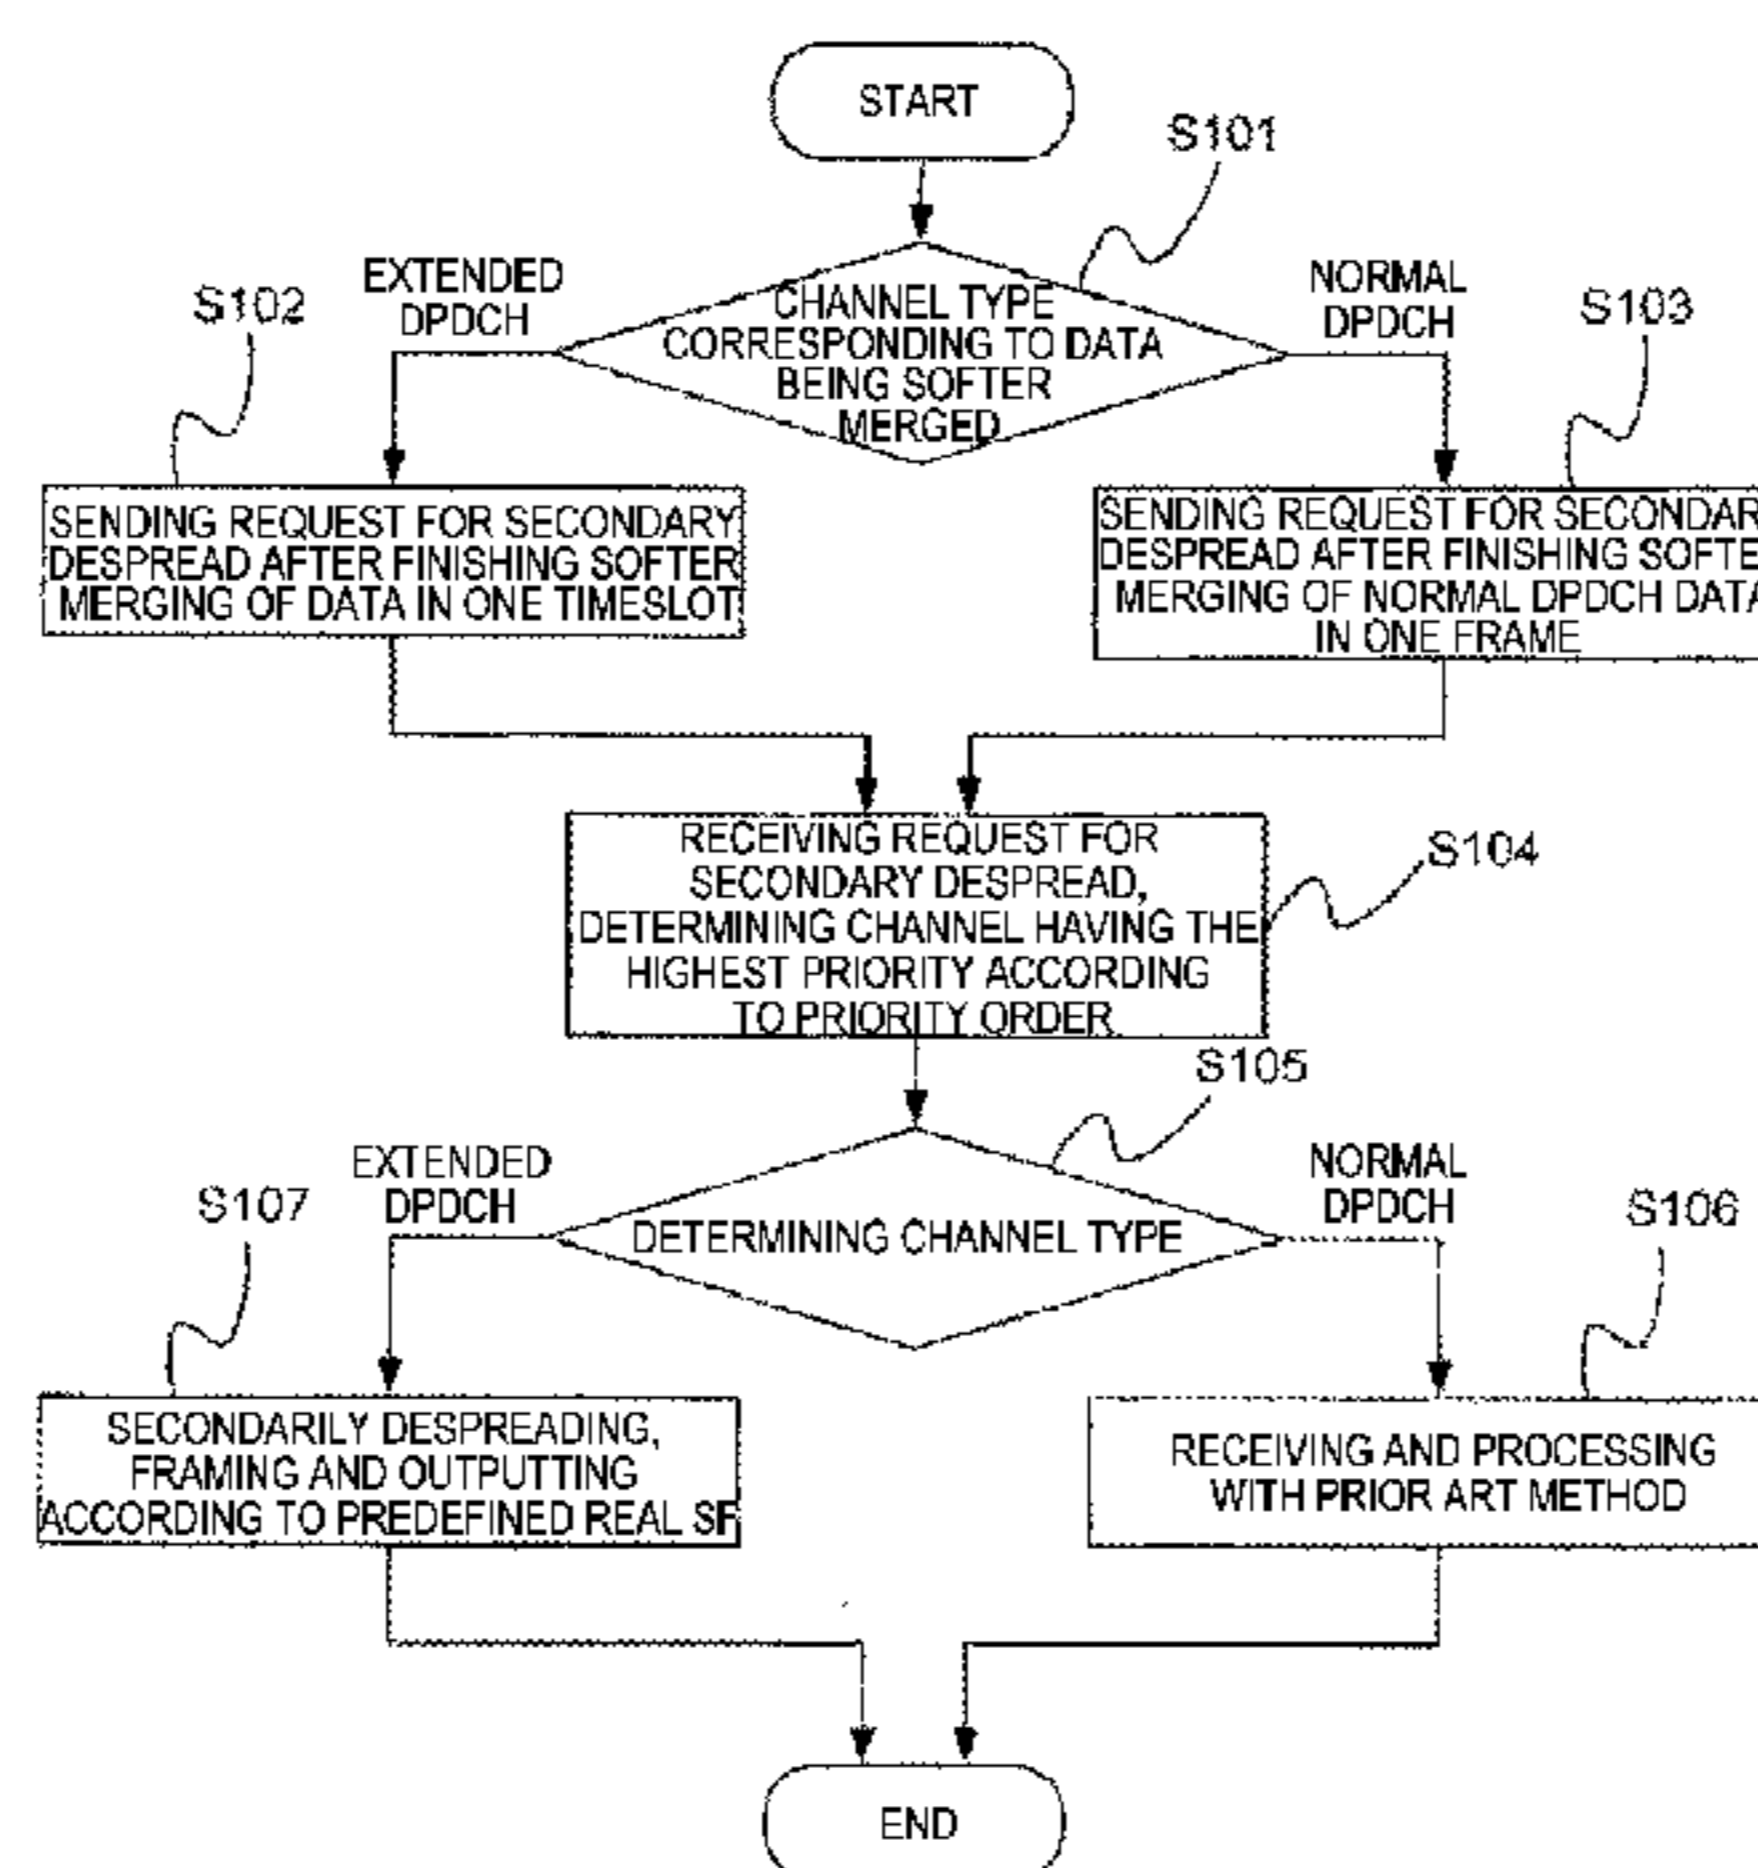 START
S101
EXTENDED
DPDCH
NORMAL
DPDCH
S102
S103
CHANNEL TYPE
CORRESPONDING TO DATA
BEING SOFTER
MERGED
SENDING REQUEST FOR SECONDARY
DESPREAD AFTER FINISHING SOFTER
MERGING OF DATA IN ONE TIMESLOT
SENDING REQUEST FOR SECONDAR
DESPREAD AFTER FINISHING SOFTE
MERGING OF NORMAL DPDCH DATA
IN ONE FRAME
RECEIVING REQUEST FOR
SECONDARY DESPREAD,
DETERMINING CHANNEL HAVING THE
HIGHEST PRIORITY ACCORDING
TO PRIORITY ORDER
S104
S105
EXTENDED
DPDCH
NORMAL
DPDCH
S107
S106
DETERMINING CHANNEL TYPE
SECONDARILY DESPREADING,
FRAMING AND OUTPUTTING
ACCORDING TO PREDEFINED REAL SF
RECEIVING AND PROCESSING
WITH PRIOR ART METHOD
END